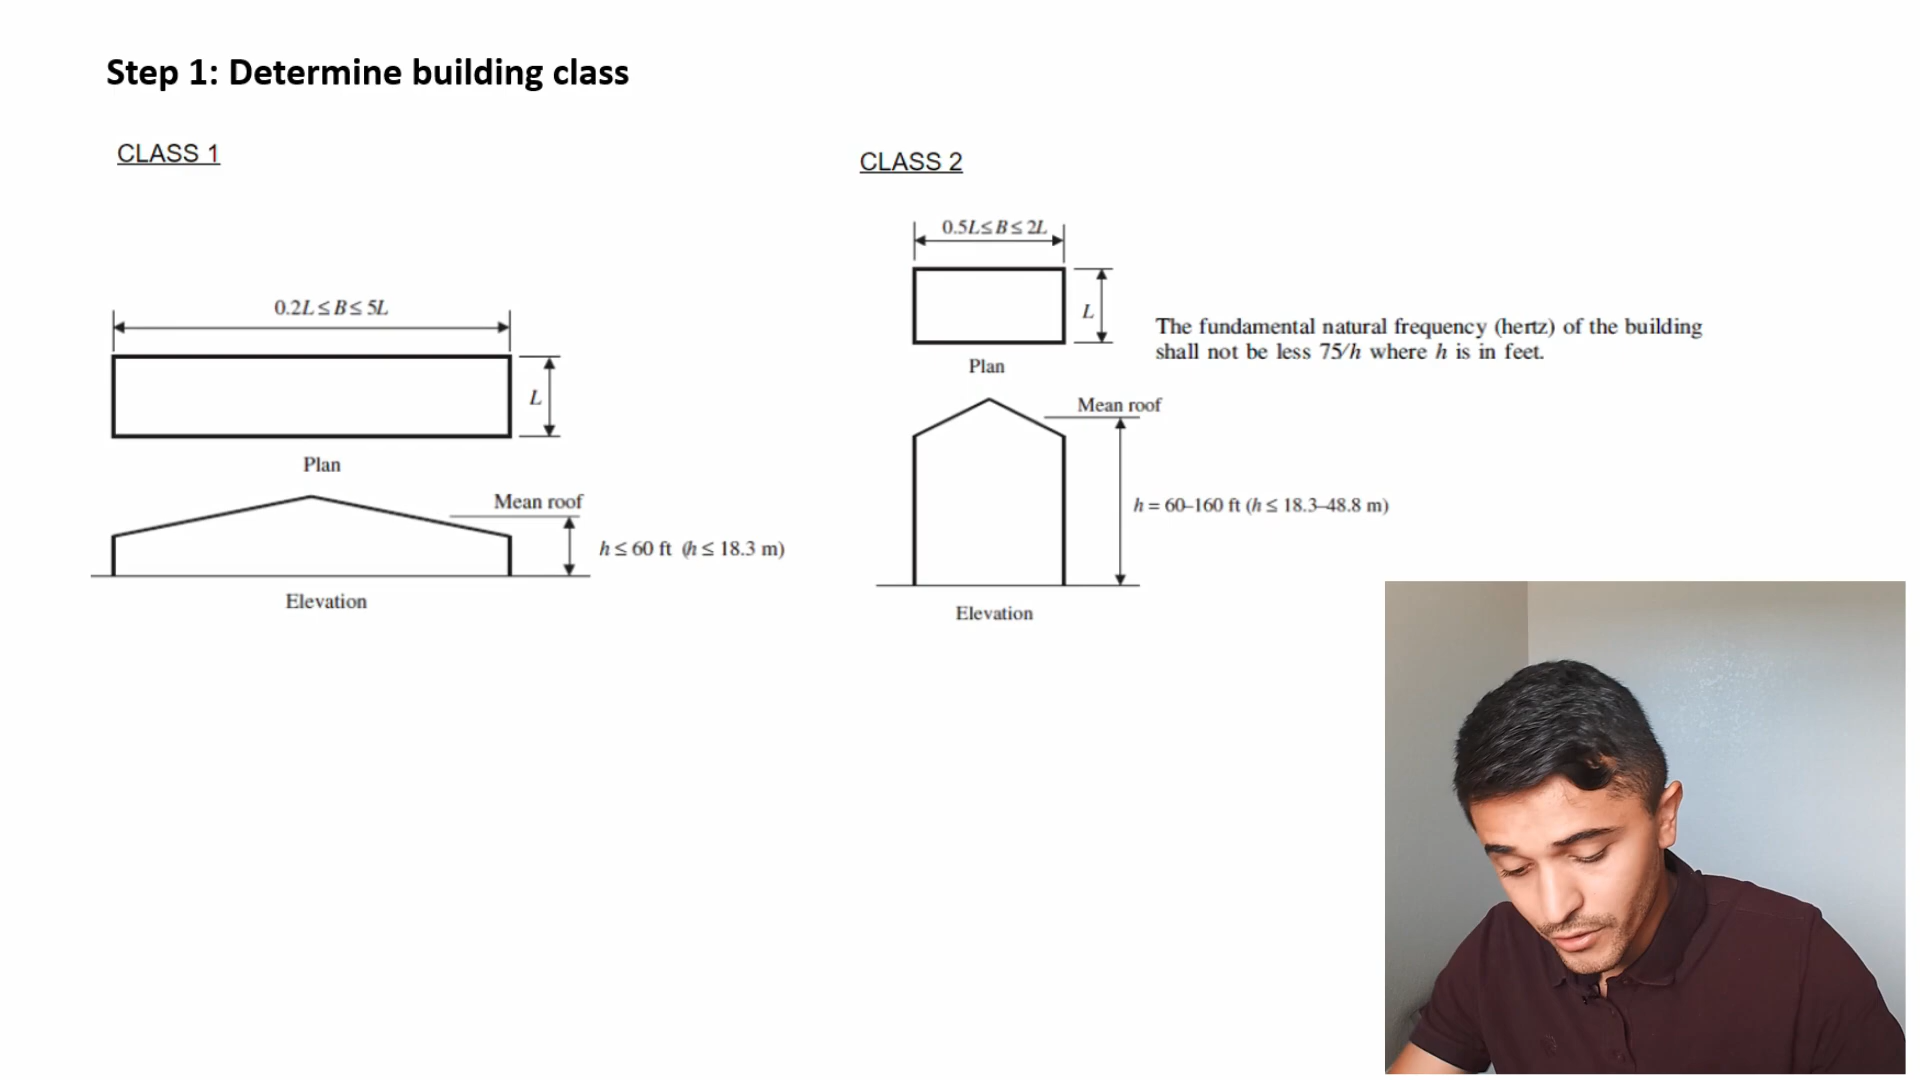 Step 1: Determine building class
CLASS 1
0.2L ≤ B ≤ 5L
L
Plan
Mean roof
h ≤ 60 ft (h ≤ 18.3 m)
Elevation
CLASS 2
0.5L ≤ B ≤ 2L
L
Plan
The fundamental natural frequency (hertz) of the building
shall not be less 75/h where h is in feet.
Mean roof
h = 60–160 ft (h ≤ 18.3–48.8 m)
Elevation